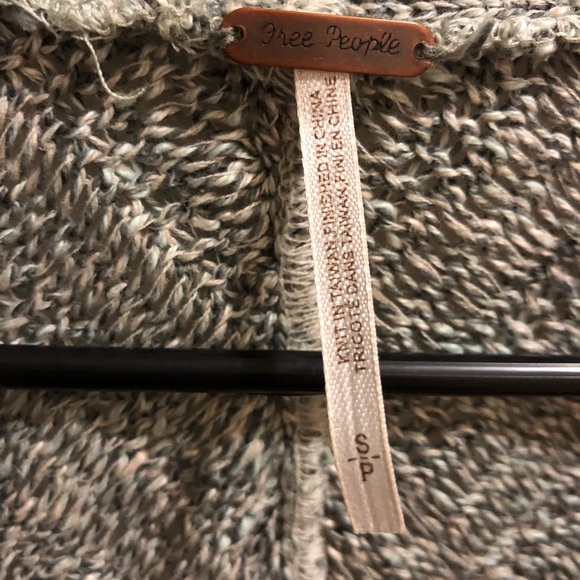 Free People
KNIT IN TAIWAN, FINISHED IN CHINA
TRICOTÉ DANS TAIWAN, FINI EN CHINE
S-
-P